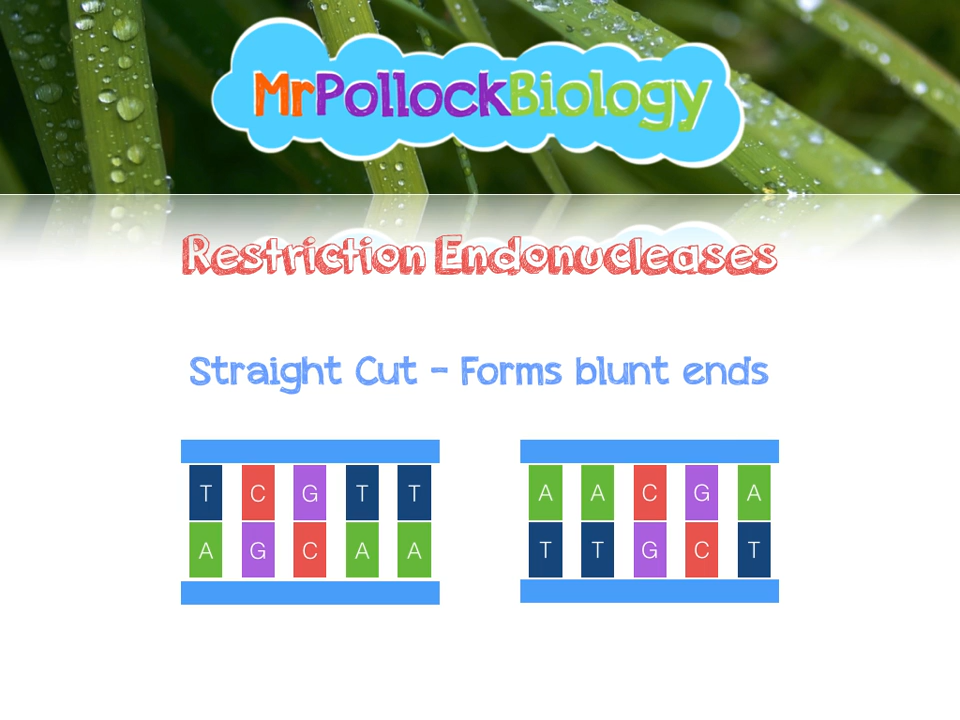 MrPollockBiology
Restriction Endonucleases
Straight Cut - Forms blunt ends
T C G T T A A C G A
A G C A A T T G C T